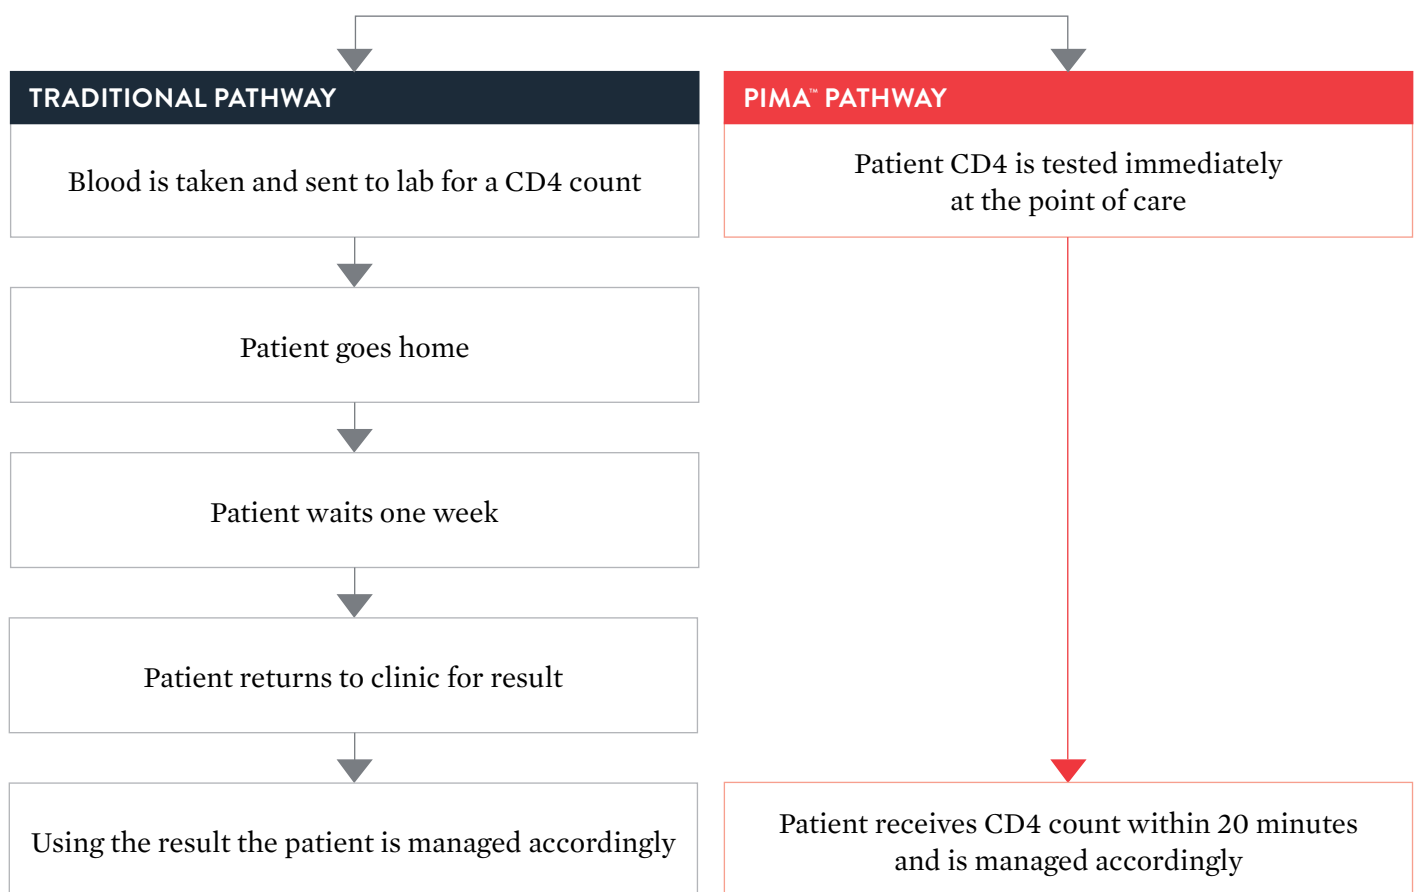 TRADITIONAL PATHWAY
Blood is taken and sent to lab for a CD4 count
Patient goes home
Patient waits one week
Patient returns to clinic for result
Using the result the patient is managed accordingly
PIMA™ PATHWAY
Patient CD4 is tested immediately
at the point of care
Patient receives CD4 count within 20 minutes
and is managed accordingly